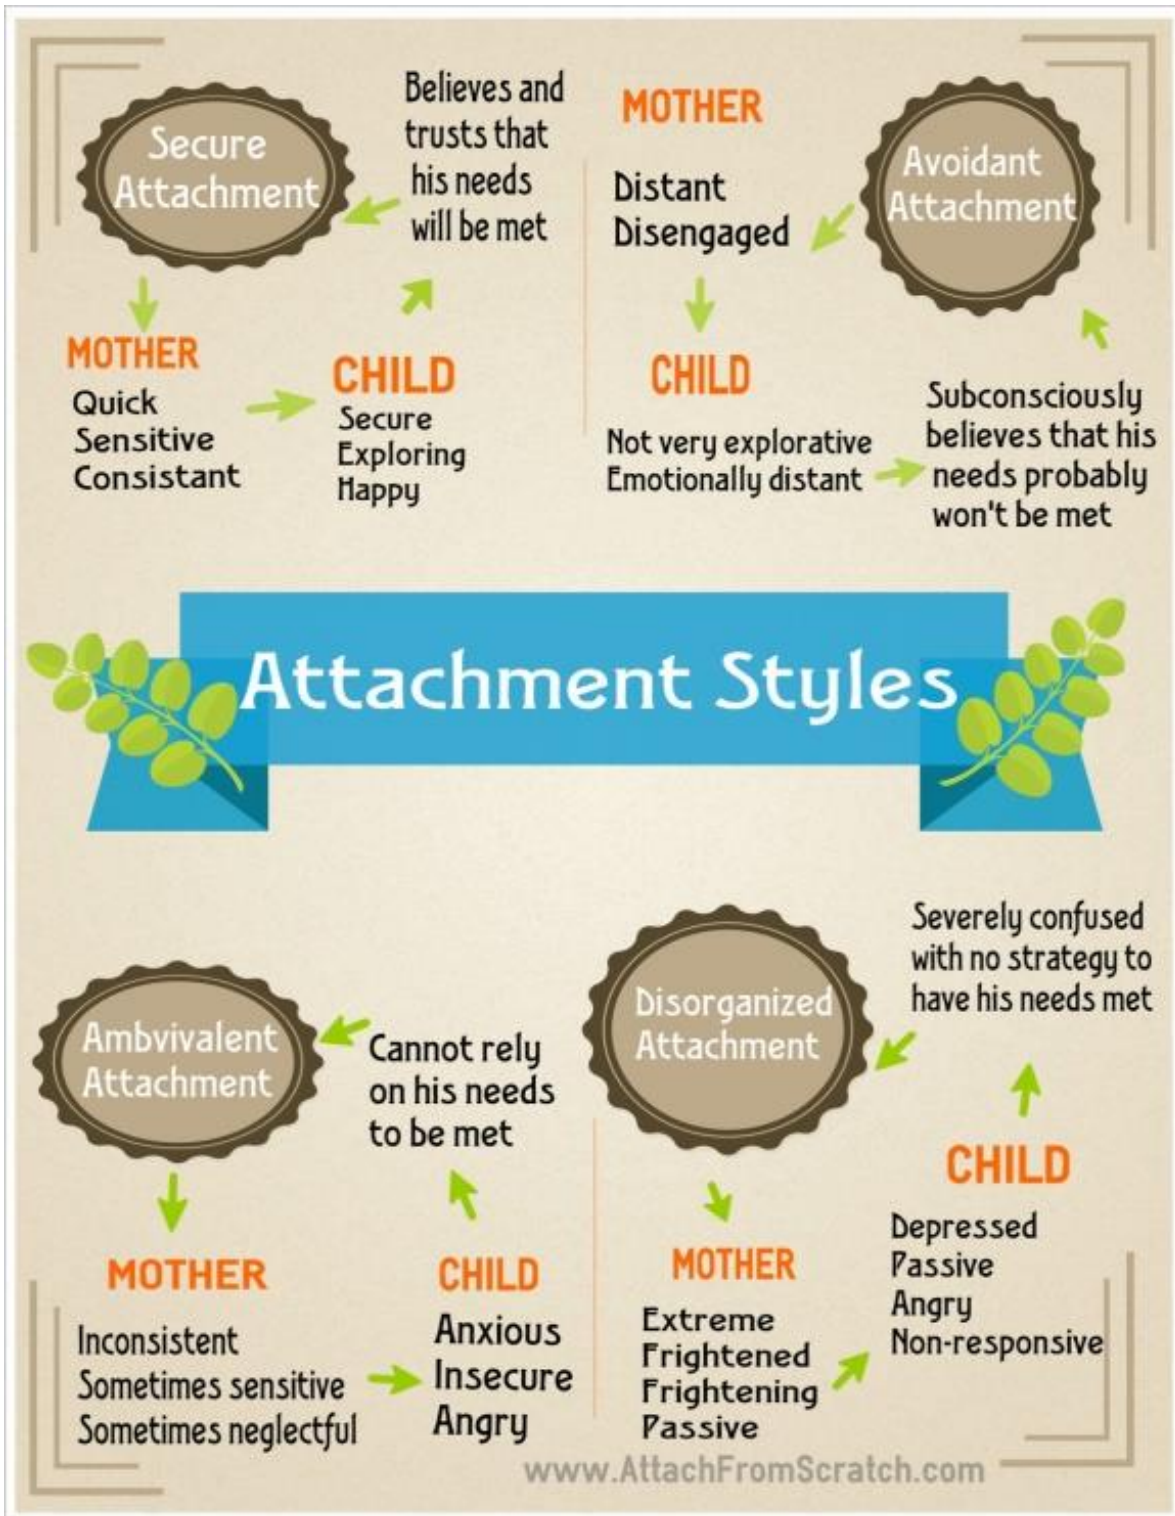 Secure
Attachment
MOTHER
Quick
Sensitive
Consistant
CHILD
Secure
Exploring
Happy
Believes and
trusts that
his needs
will be met
Avoidant
Attachment
MOTHER
Distant
Disengaged
CHILD
Not very explorative
Emotionally distant
Subconsciously
believes that his
needs probably
won't be met
Attachment Styles
Ambvivalent
Attachment
MOTHER
Inconsistent
Sometimes sensitive
Sometimes neglectful
CHILD
Anxious
Insecure
Angry
Cannot rely
on his needs
to be met
Disorganized
Attachment
MOTHER
Extreme
Frightened
Frightening
Passive
CHILD
Depressed
Passive
Angry
Non-responsive
Severely confused
with no strategy to
have his needs met
www.AttachFromScratch.com